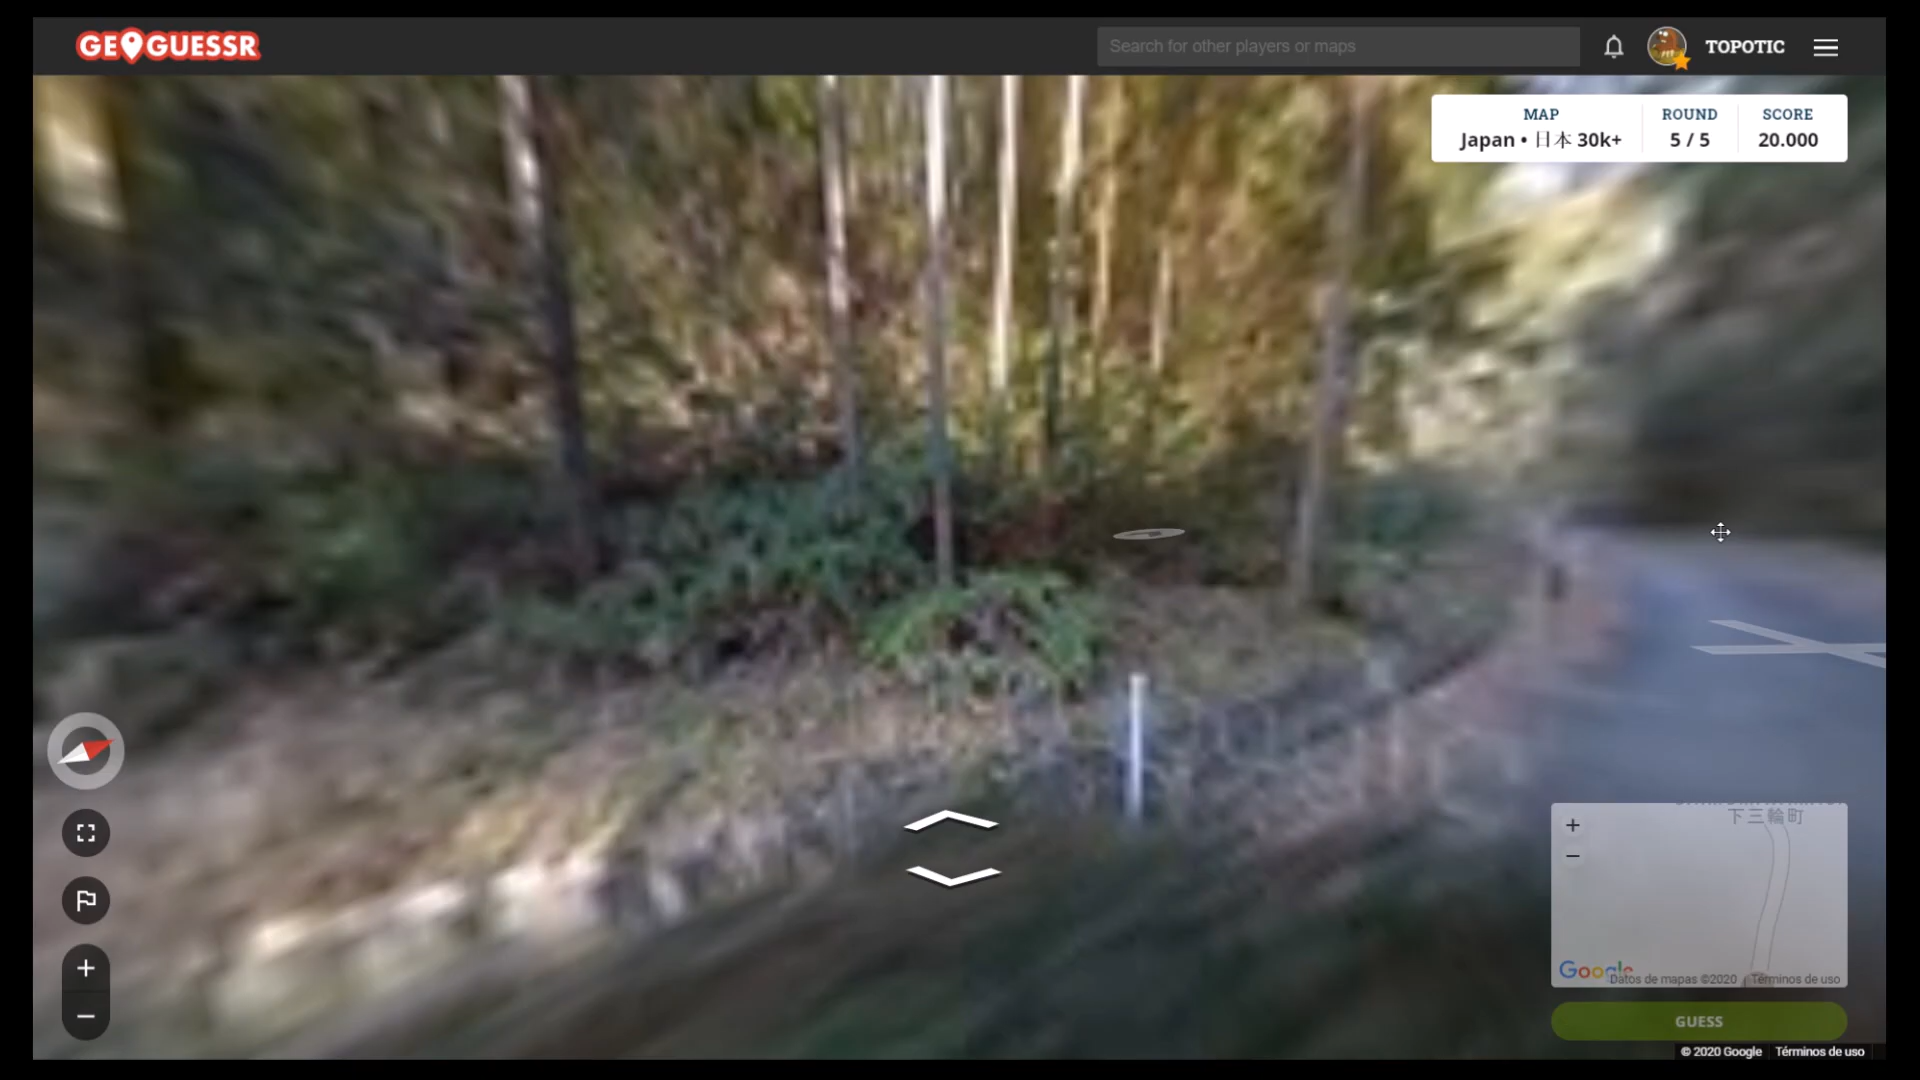 GEOGUESSR
Search for other players or maps
TOPOTIC
MAP
Japan • 日本 30k+
ROUND
5 / 5
SCORE
20.000
下三輪町
Google
Datos de mapas ©2020
Términos de uso
GUESS
© 2020 Google
Términos de uso